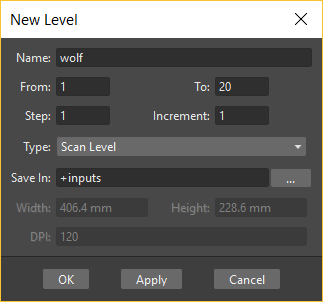 New Level
Name: wolf
From: 1 To: 20
Step: 1 Increment: 1
Type: Scan Level
Save In: +inputs ...
Width: 406.4 mm Height: 228.6 mm
DPI: 120
OK Apply Cancel